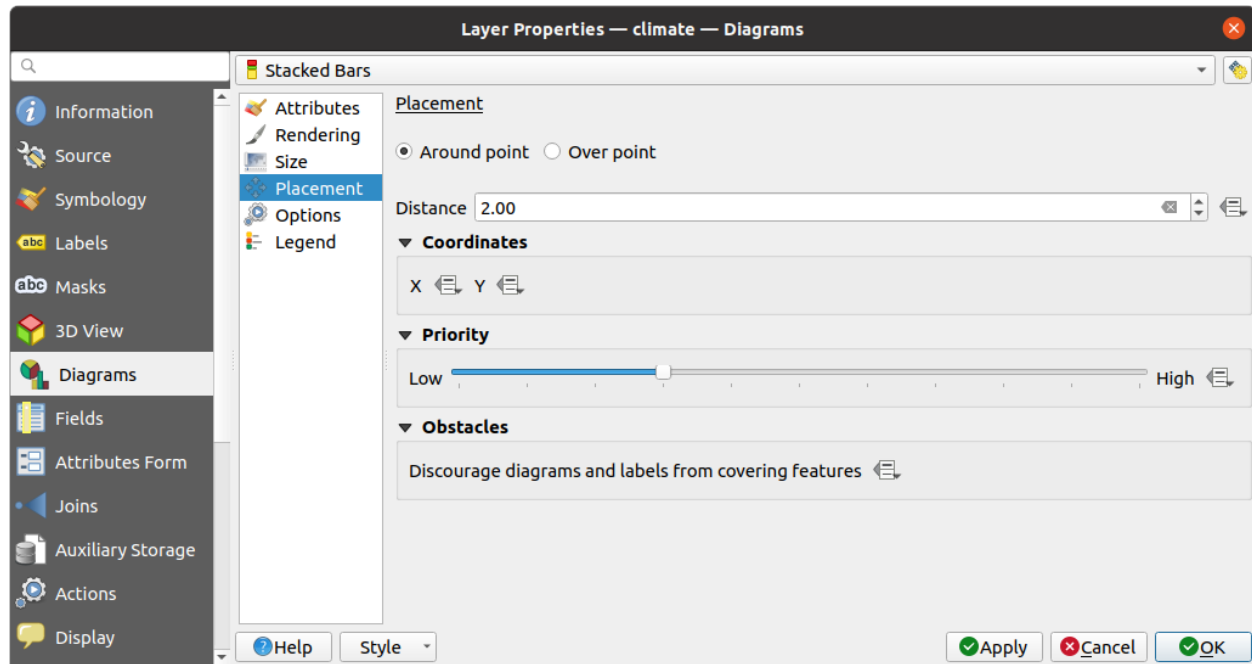 Layer Properties — climate — Diagrams
Stacked Bars
Information
Source
Symbology
abc Labels
abc Masks
3D View
Diagrams
Fields
Attributes Form
Joins
Auxiliary Storage
Actions
Display
Attributes
Rendering
Size
Placement
Options
Legend
Placement
Around point Over point
Distance 2.00
Coordinates
X Y
Priority
Low High
Obstacles
Discourage diagrams and labels from covering features
Help Style Apply Cancel OK